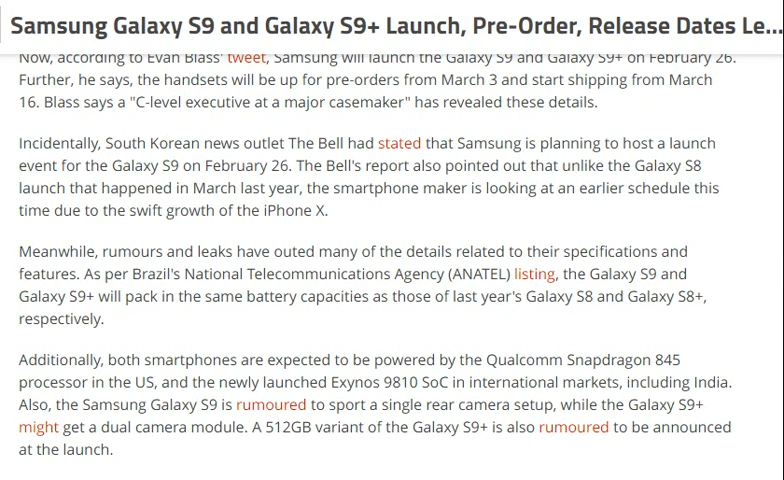 Samsung Galaxy S9 and Galaxy S9+ Launch, Pre-Order, Release Dates Le...
Now, according to Evan Blass' tweet, Samsung will launch the Galaxy S9 and Galaxy S9+ on February 26.
Further, he says, the handsets will be up for pre-orders from March 3 and start shipping from March
16. Blass says a "C-level executive at a major casemaker" has revealed these details.
Incidentally, South Korean news outlet The Bell had stated that Samsung is planning to host a launch
event for the Galaxy S9 on February 26. The Bell's report also pointed out that unlike the Galaxy S8
launch that happened in March last year, the smartphone maker is looking at an earlier schedule this
time due to the swift growth of the iPhone X.
Meanwhile, rumours and leaks have outed many of the details related to their specifications and
features. As per Brazil's National Telecommunications Agency (ANATEL) listing, the Galaxy S9 and
Galaxy S9+ will pack in the same battery capacities as those of last year's Galaxy S8 and Galaxy S8+,
respectively.
Additionally, both smartphones are expected to be powered by the Qualcomm Snapdragon 845
processor in the US, and the newly launched Exynos 9810 SoC in international markets, including India.
Also, the Samsung Galaxy S9 is rumoured to sport a single rear camera setup, while the Galaxy S9+
might get a dual camera module. A 512GB variant of the Galaxy S9+ is also rumoured to be announced
at the launch.